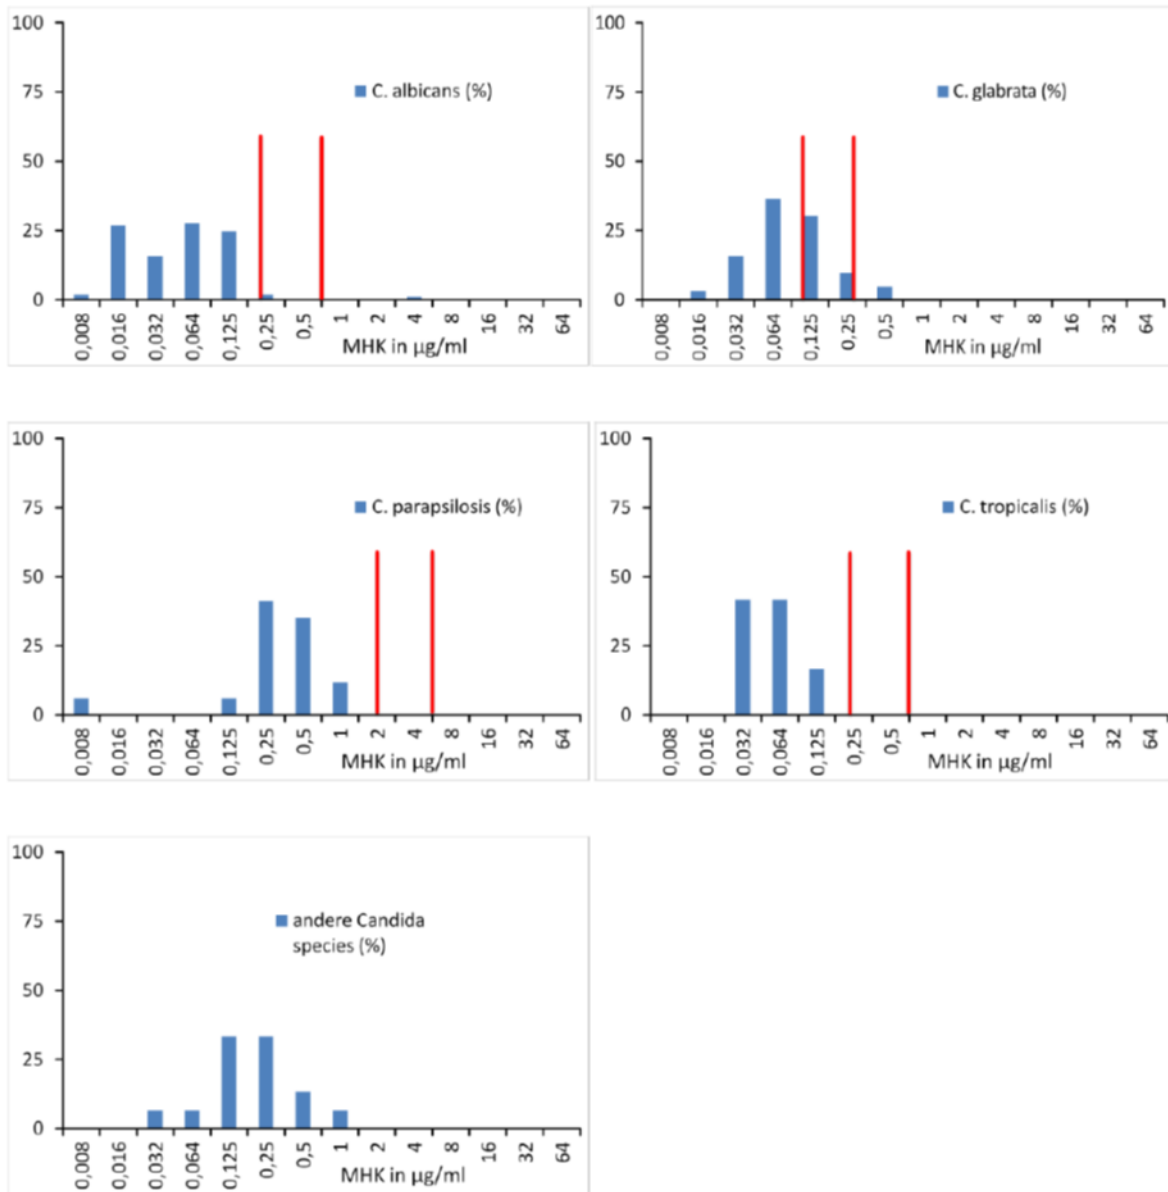 100
75
50
25
0
C. albicans (%)
0,008 0,016 0,032 0,064 0,125 0,25 0,5 1 2 4 8 16 32 64
MHK in µg/ml
100
75
50
25
0
C. glabrata (%)
0,008 0,016 0,032 0,064 0,125 0,25 0,5 1 2 4 8 16 32 64
MHK in µg/ml
100
75
50
25
0
C. parapsilosis (%)
0,008 0,016 0,032 0,064 0,125 0,25 0,5 1 2 4 8 16 32 64
MHK in µg/ml
100
75
50
25
0
C. tropicalis (%)
0,008 0,016 0,032 0,064 0,125 0,25 0,5 1 2 4 8 16 32 64
MHK in µg/ml
100
75
50
25
0
andere Candida
species (%)
0,008 0,016 0,032 0,064 0,125 0,25 0,5 1 2 4 8 16 32 64
MHK in µg/ml